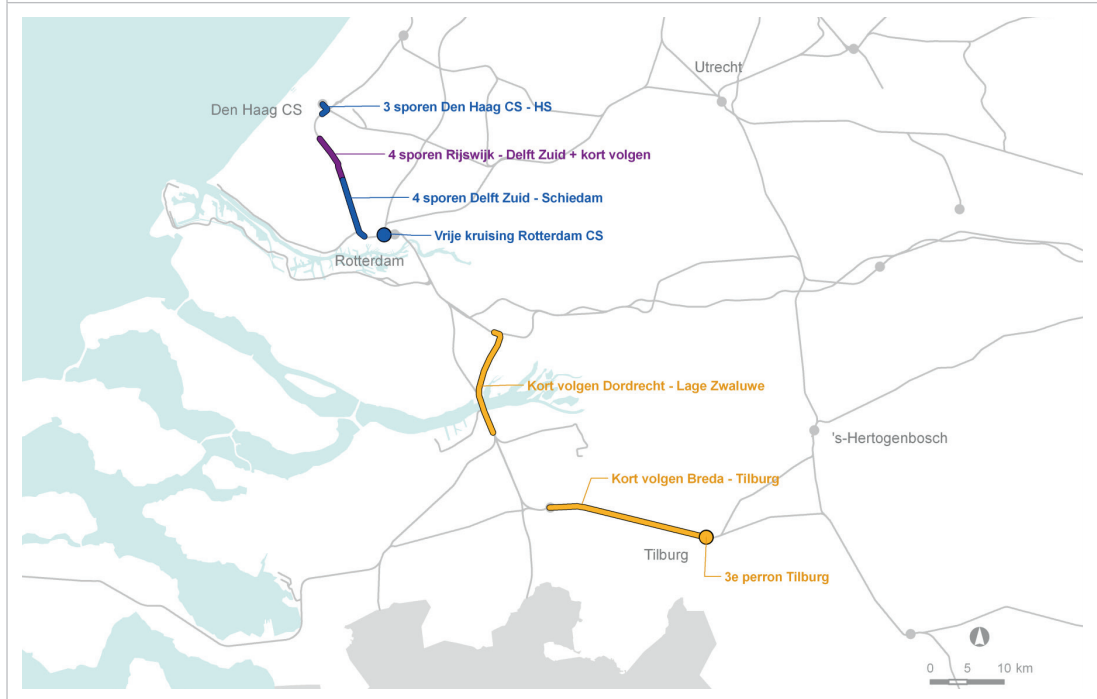 Utrecht
Den Haag CS
3 sporen Den Haag CS - HS
4 sporen Rijswijk - Delft Zuid + kort volgen
4 sporen Delft Zuid - Schiedam
Vrije kruising Rotterdam CS
Rotterdam
Kort volgen Dordrecht - Lage Zwaluwe
's-Hertogenbosch
Kort volgen Breda - Tilburg
Tilburg
3e perron Tilburg
0 5 10 km